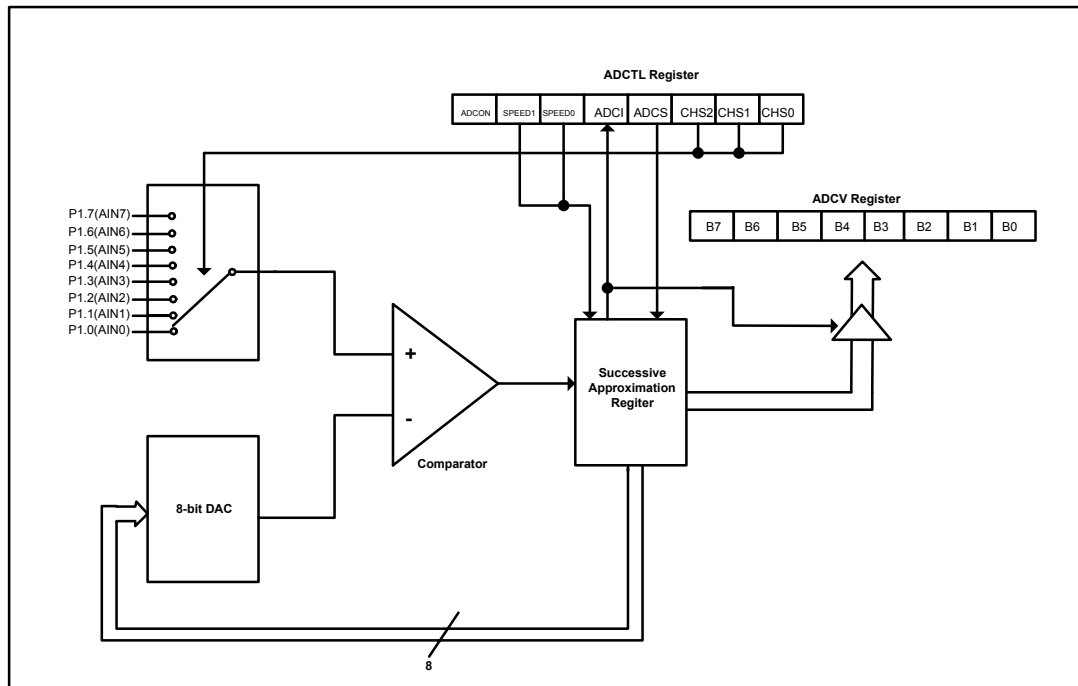 ADCTL Register
ADCON SPEED1 SPEED0 ADCI ADCS CHS2 CHS1 CHS0
ADCV Register
B7 B6 B5 B4 B3 B2 B1 B0
P1.7(AIN7)
P1.6(AIN6)
P1.5(AIN5)
P1.4(AIN4)
P1.3(AIN3)
P1.2(AIN2)
P1.1(AIN1)
P1.0(AIN0)
+
-
Comparator
Successive
Approximation
Regiter
8-bit DAC
8